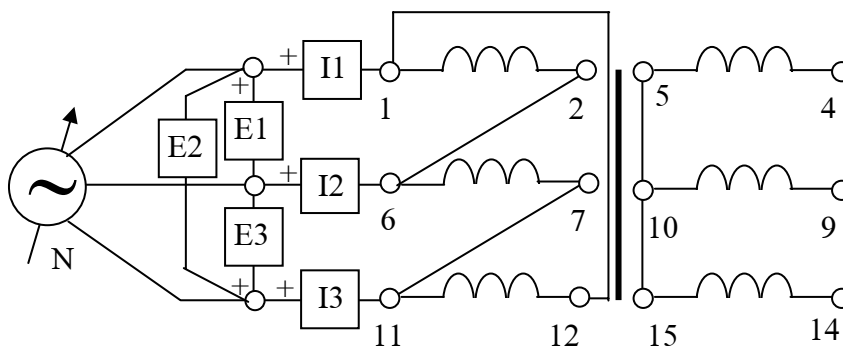 + I1 + E1 E2 1 2 5 4
+ I2 E3 + N 6 7 10 9
+ I3 11 12 15 14